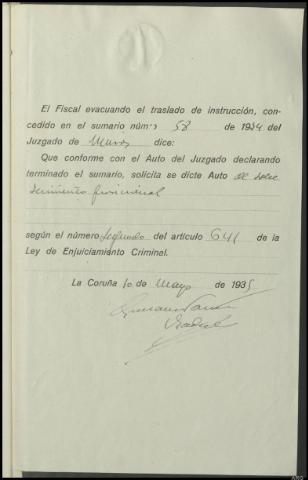 El Fiscal evacuando el traslado de instrucción, con-
cedido en el sumario núm. 58 de 1934 del
Juzgado de Muros dice:
Que conforme con el Auto del Juzgado declarando
terminado el sumario, solicita se dicte Auto de sobre
seimiento provisional
según el número segundo del artículo 641 de la
Ley de Enjuiciamiento Criminal.
La Coruña 10 de Mayo de 1935